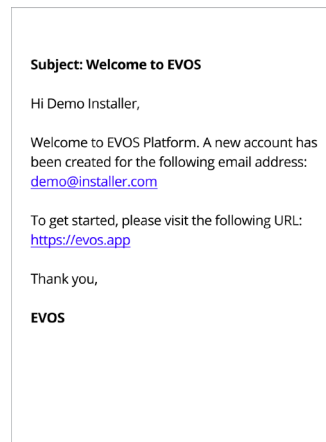 Subject: Welcome to EVOS
Hi Demo Installer,
Welcome to EVOS Platform. A new account has
been created for the following email address:
demo@installer.com
To get started, please visit the following URL:
https://evos.app
Thank you,
EVOS